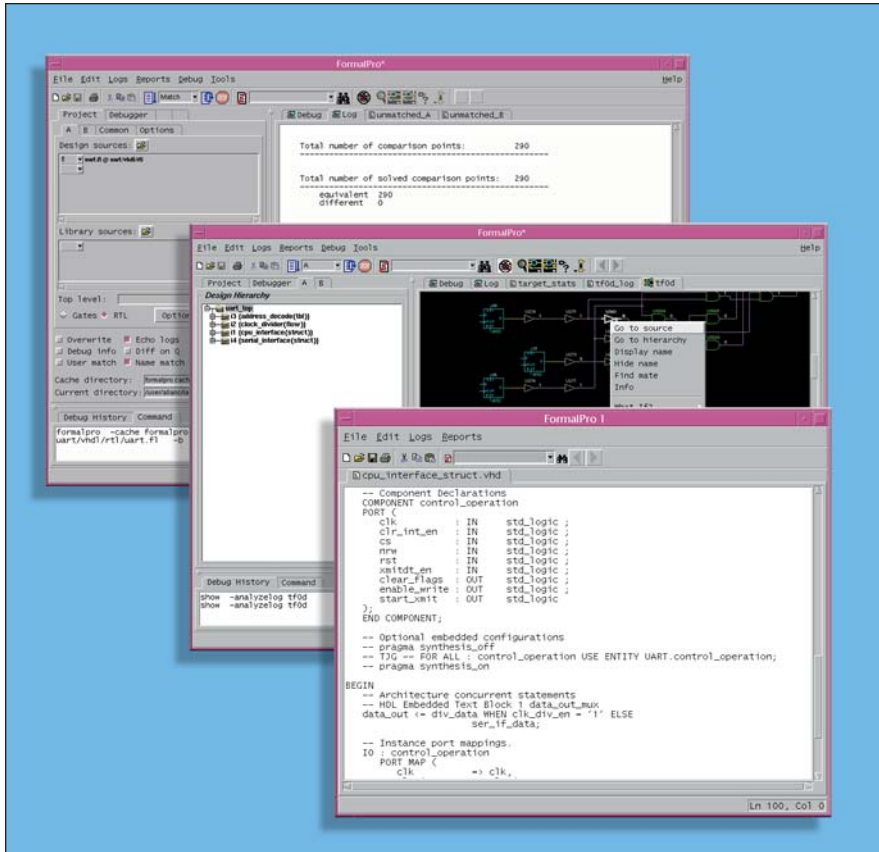 FormalPro*
File Edit Logs Reports Debug Tools Help
Match
Project Debugger
Debug Log unmatched_A unmatched_B
A B Common Options
Design sources:
Total number of comparison points: 290
Total number of solved comparison points: 290
equivalent 290
different 0
Library sources:
Top level:
Gates RTL Option
Overwrite Echo logs
Debug info Diff on Q
User match Name match
Cache directory: formalpro.cache
Current directory:
Debug History Command
formalpro -cache formalpro
uart/vhdl/rtl/uart.fl -b
FormalPro*
File Edit Logs Reports Debug Tools Help
A
Project Debugger A B
Debug Log target_stats tf0d_log tf0d
Design Hierarchy
uart_top
i3 (address_decode(tbl))
i2 (clock_divider(flow))
i1 (cpu_interface(struct))
i4 (serial_interface(struct))
Go to source
Go to hierarchy
Display name
Hide name
Find mate
Info
What If?
Debug History Command
show -analyzelog tf0d
show -analyzelog tf0d
FormalPro 1
File Edit Logs Reports
cpu_interface_struct.vhd
-- Component Declarations
COMPONENT control_operation
PORT (
clk : IN std_logic ;
clr_int_en : IN std_logic ;
cs : IN std_logic ;
nrw : IN std_logic ;
rst : IN std_logic ;
xmitdt_en : IN std_logic ;
clear_flags : OUT std_logic ;
enable_write : OUT std_logic ;
start_xmit : OUT std_logic
);
END COMPONENT;
-- Optional embedded configurations
-- pragma synthesis_off
-- TJG -- FOR ALL : control_operation USE ENTITY UART.control_operation;
-- pragma synthesis_on
BEGIN
-- Architecture concurrent statements
-- HDL Embedded Text Block 1 data_out_mux
data_out <= div_data WHEN clk_div_en = '1' ELSE
ser_if_data;
-- Instance port mappings.
I0 : control_operation
PORT MAP (
clk => clk,
Ln 100, Col 0